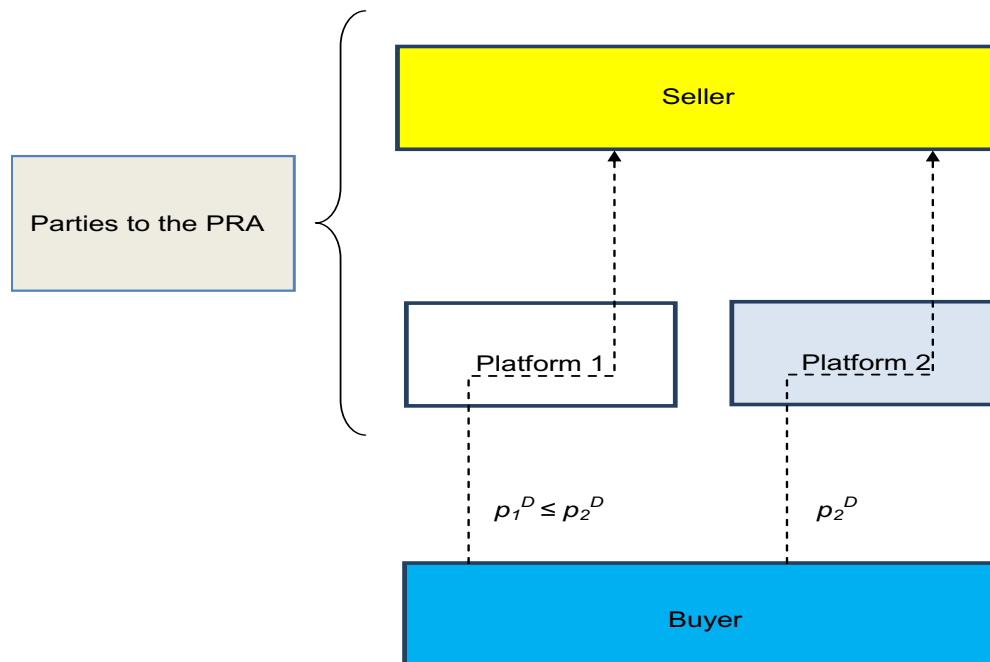 Seller
Parties to the PRA
Platform 1
Platform 2
p₁ᴰ ≤ p₂ᴰ
p₂ᴰ
Buyer